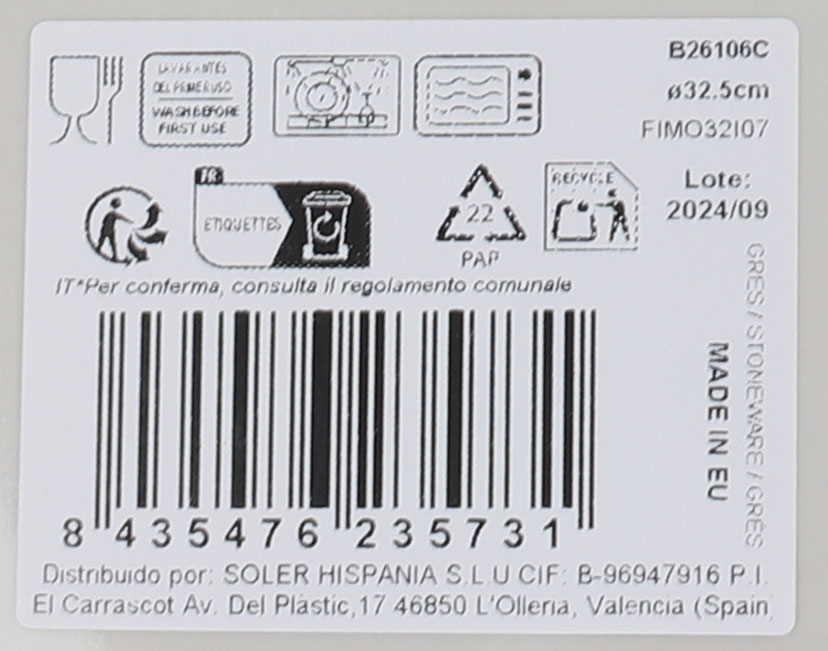 B26106C
ø32.5cm
FIMO32I07
LAVAR ANTES
DEL PRIMER USO
WASH BEFORE
FIRST USE
FR
ETIQUETTES
22
PAP
RECYCLE
Lote:
2024/09
IT*Per conferma, consulta il regolamento comunale
GRES / STONEWARE / GRÈS
MADE IN EU
8 435476 235731
Distribuido por: SOLER HISPANIA S.L.U CIF: B-96947916 P.I.
El Carrascot Av. Del Plàstic,17 46850 L'Olleria, Valencia (Spain